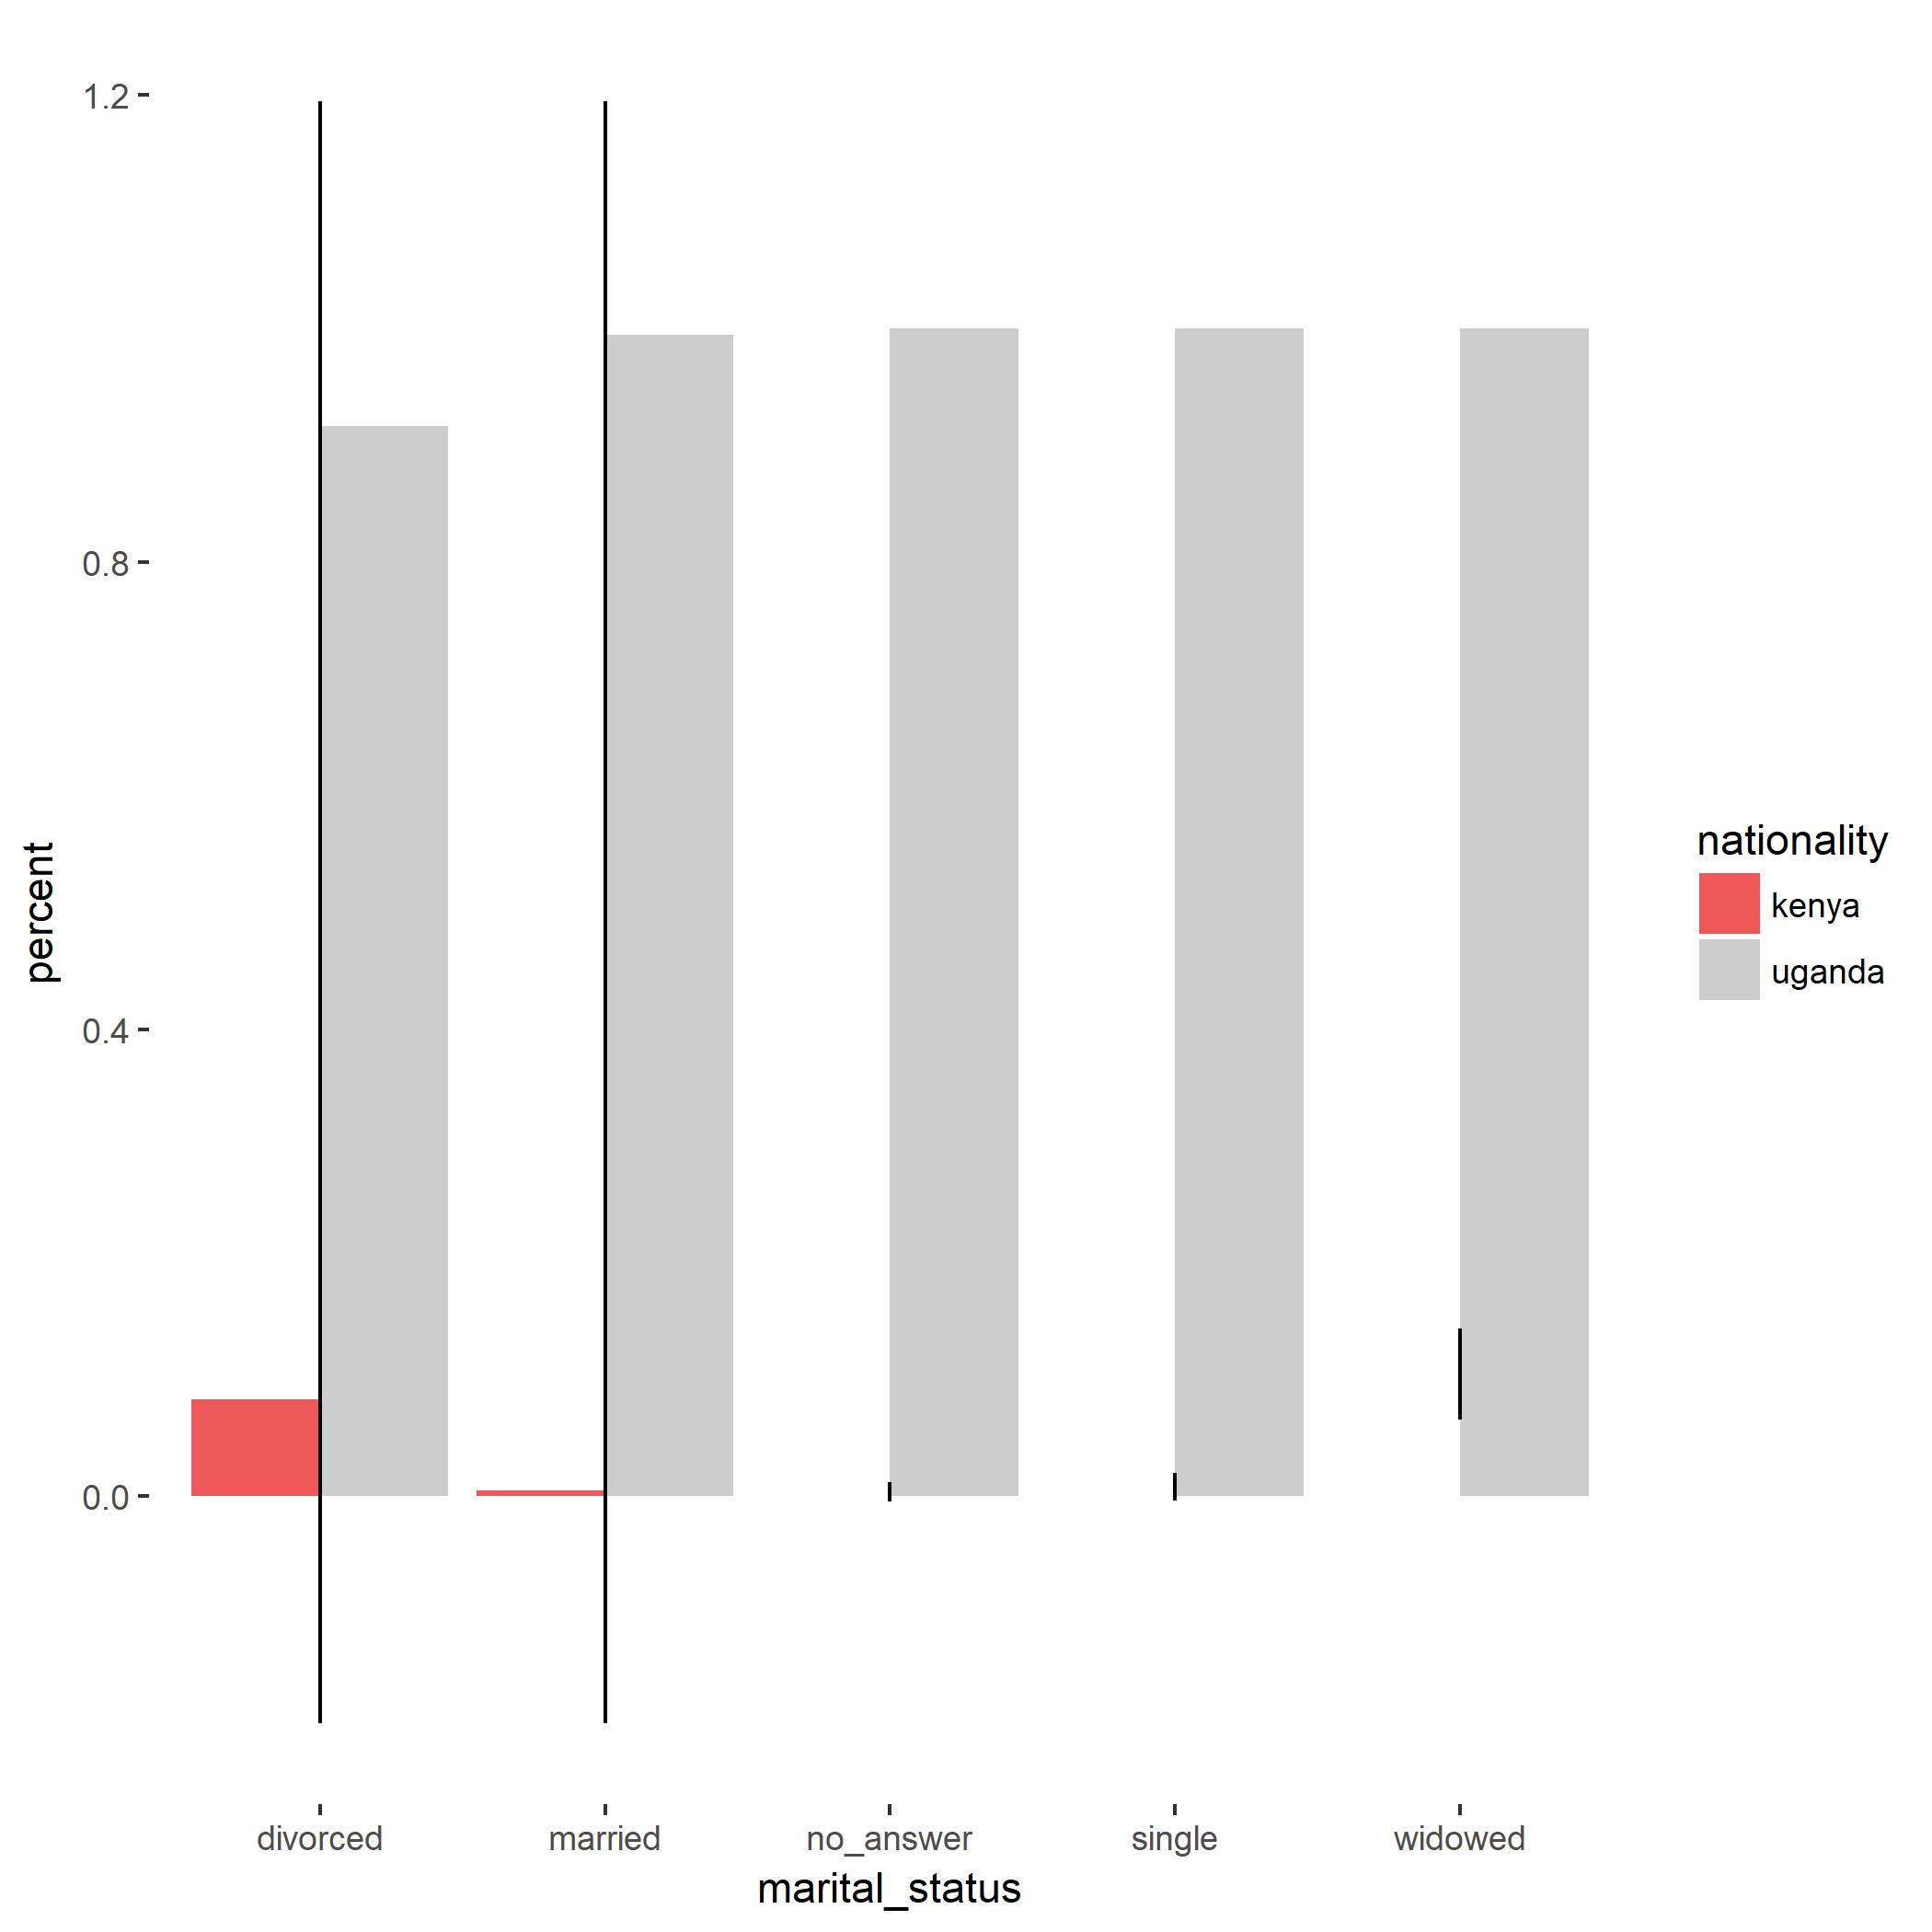 1.2
0.8
0.4
0.0
percent
divorced
married
no_answer
single
widowed
marital_status
nationality
kenya
uganda